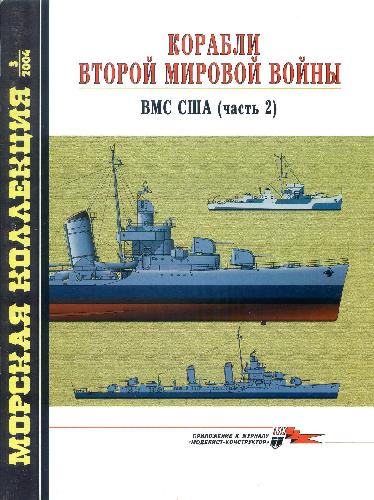 КОРАБЛИ
ВТОРОЙ МИРОВОЙ ВОЙНЫ
ВМС США (часть 2)
МОРСКАЯ КОЛЛЕКЦИЯ
3
2004
ПРИЛОЖЕНИЕ К ЖУРНАЛУ
«МОДЕЛИСТ-КОНСТРУКТОР»